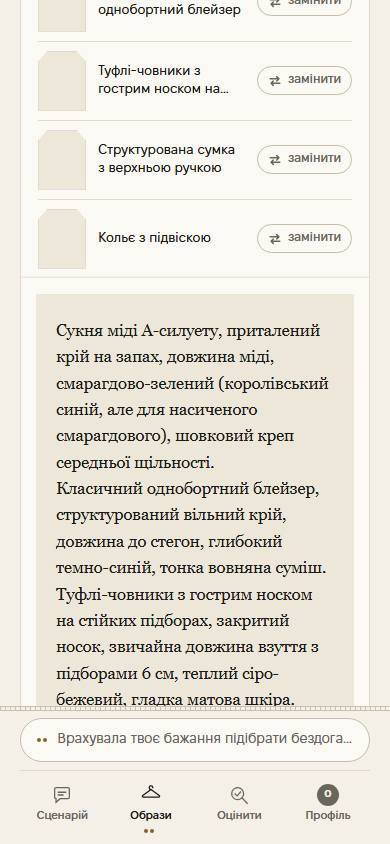 однобортний блейзер
замінити
Туфлі-човники з
гострим носком на...
замінити
Структурована сумка
з верхньою ручкою
замінити
Кольє з підвіскою
замінити
Сукня міді А-силуету, приталений
крій на запах, довжина міді,
смарагдово-зелений (королівський
синій, але для насиченого
смарагдового), шовковий креп
середньої щільності.
Класичний однобортний блейзер,
структурований вільний крій,
довжина до стегон, глибокий
темно-синій, тонка вовняна суміш.
Туфлі-човники з гострим носком
на стійких підборах, закритий
носок, звичайна довжина взуття з
підборами 6 см, теплий сіро-
бежевий, гладка матова шкіра.
Врахувала твоє бажання підібрати бездога...
Сценарій
Образи
Оцінити
О
Профіль